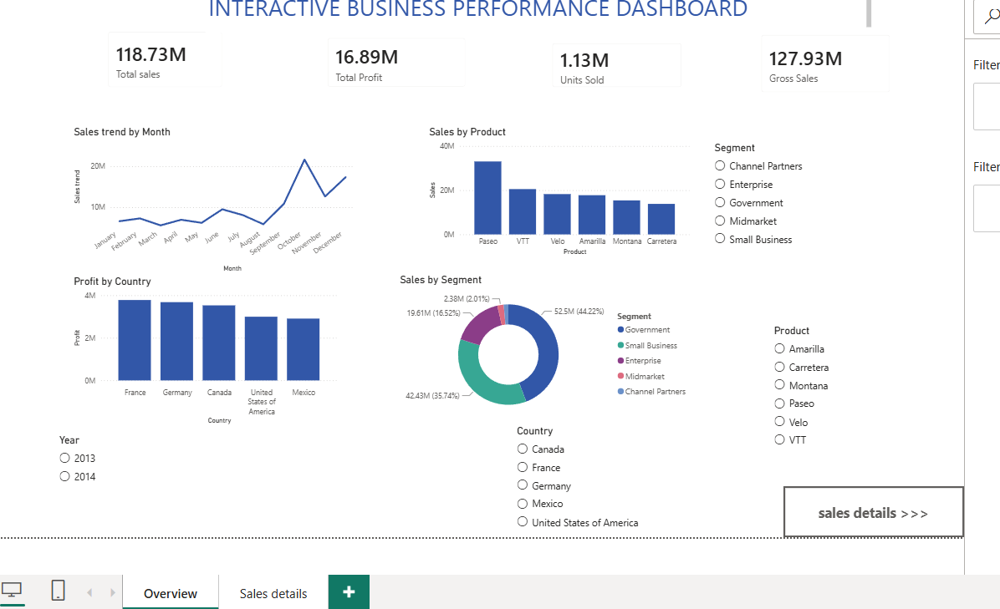 INTERACTIVE BUSINESS PERFORMANCE DASHBOARD
118.73M
Total sales
16.89M
Total Profit
1.13M
Units Sold
127.93M
Gross Sales
Filter
Filter
Sales trend by Month
Sales trend
20M
10M
January
February
March
April
May
June
July
August
September
October
November
December
Month
Sales by Product
Sales
40M
20M
0M
Paseo
VTT
Velo
Amarilla
Montana
Carretera
Product
Segment
Channel Partners
Enterprise
Government
Midmarket
Small Business
Profit by Country
Profit
4M
2M
0M
France
Germany
Canada
United
States of
America
Mexico
Country
Sales by Segment
2.38M (2.01%)
19.61M (16.52%)
52.5M (44.22%)
42.43M (35.74%)
Segment
Government
Small Business
Enterprise
Midmarket
Channel Partners
Product
Amarilla
Carretera
Montana
Paseo
Velo
VTT
Year
2013
2014
Country
Canada
France
Germany
Mexico
United States of America
sales details >>>
Overview
Sales details